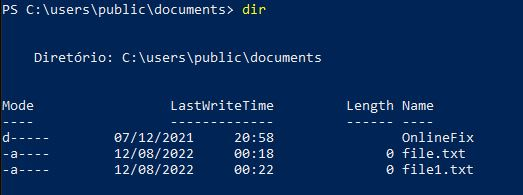 PS C:\users\public\documents> dir
Diretório: C:\users\public\documents
Mode LastWriteTime Length Name
---- ------------- ------ ----
d----- 07/12/2021 20:58 OnlineFix
-a---- 12/08/2022 00:18 0 file.txt
-a---- 12/08/2022 00:22 0 file1.txt